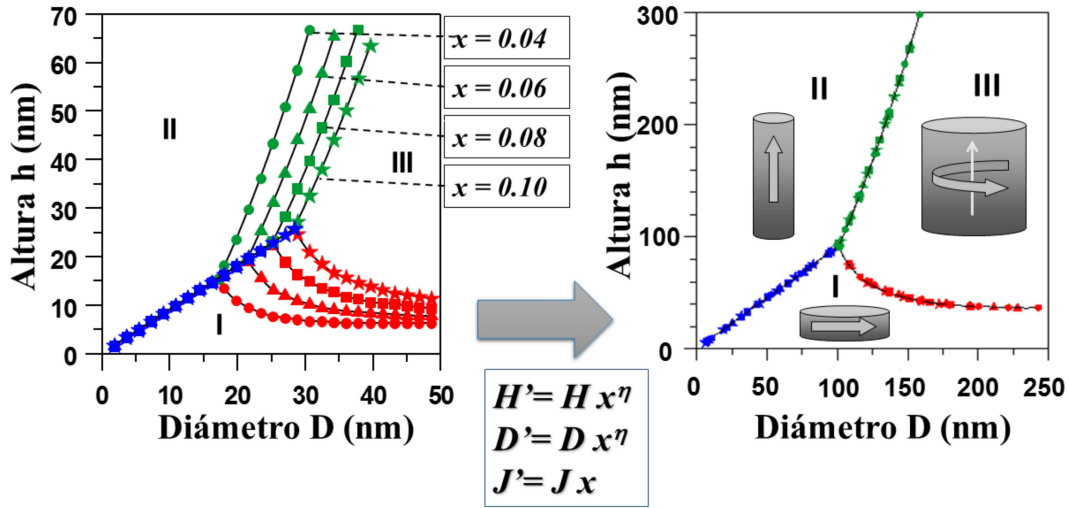 70
60
50
40
30
20
10
0
Altura h (nm)
II
III
I
x = 0.04
x = 0.06
x = 0.08
x = 0.10
0
10
20
30
40
50
Diámetro D (nm)
H’= H xη
D’= D xη
J’= J x
300
200
100
0
Altura h (nm)
II
III
I
0
50
100
150
200
250
Diámetro D (nm)